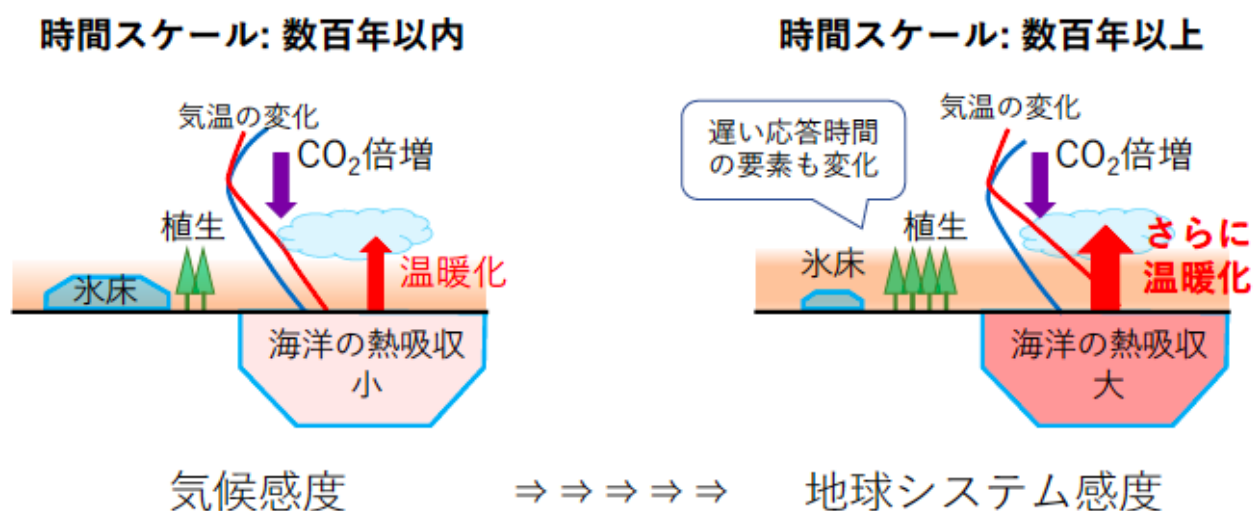 時間スケール: 数百年以内
気温の変化
CO₂倍増
植生
氷床
温暖化
海洋の熱吸収
小
気候感度
⇒⇒⇒⇒⇒
時間スケール: 数百年以上
遅い応答時間
の要素も変化
気温の変化
CO₂倍増
植生
氷床
さらに
温暖化
海洋の熱吸収
大
地球システム感度